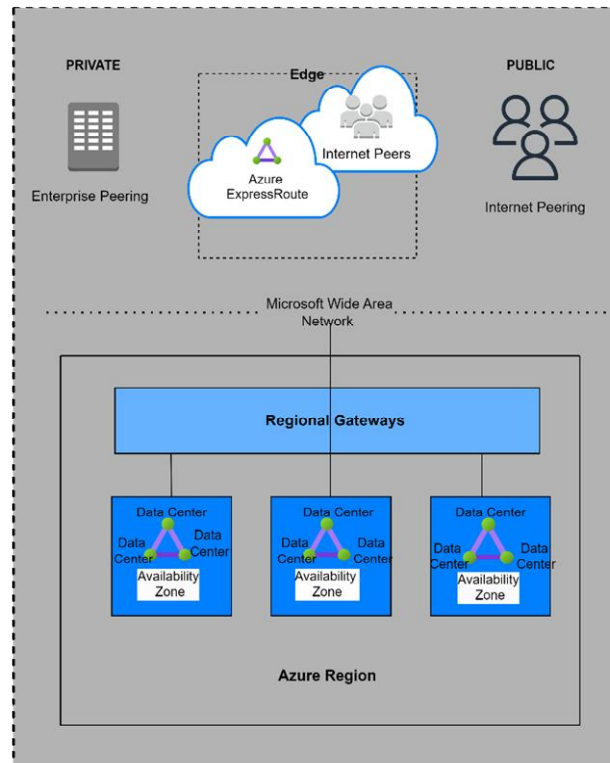 PRIVATE
Edge
PUBLIC
Internet Peers
Azure
ExpressRoute
Enterprise Peering
Internet Peering
Microsoft Wide Area
Network
Regional Gateways
Data Center
Data
Center
Data
Center
Availability
Zone
Data Center
Data
Center
Data
Center
Availability
Zone
Data Center
Data
Center
Data
Center
Availability
Zone
Azure Region